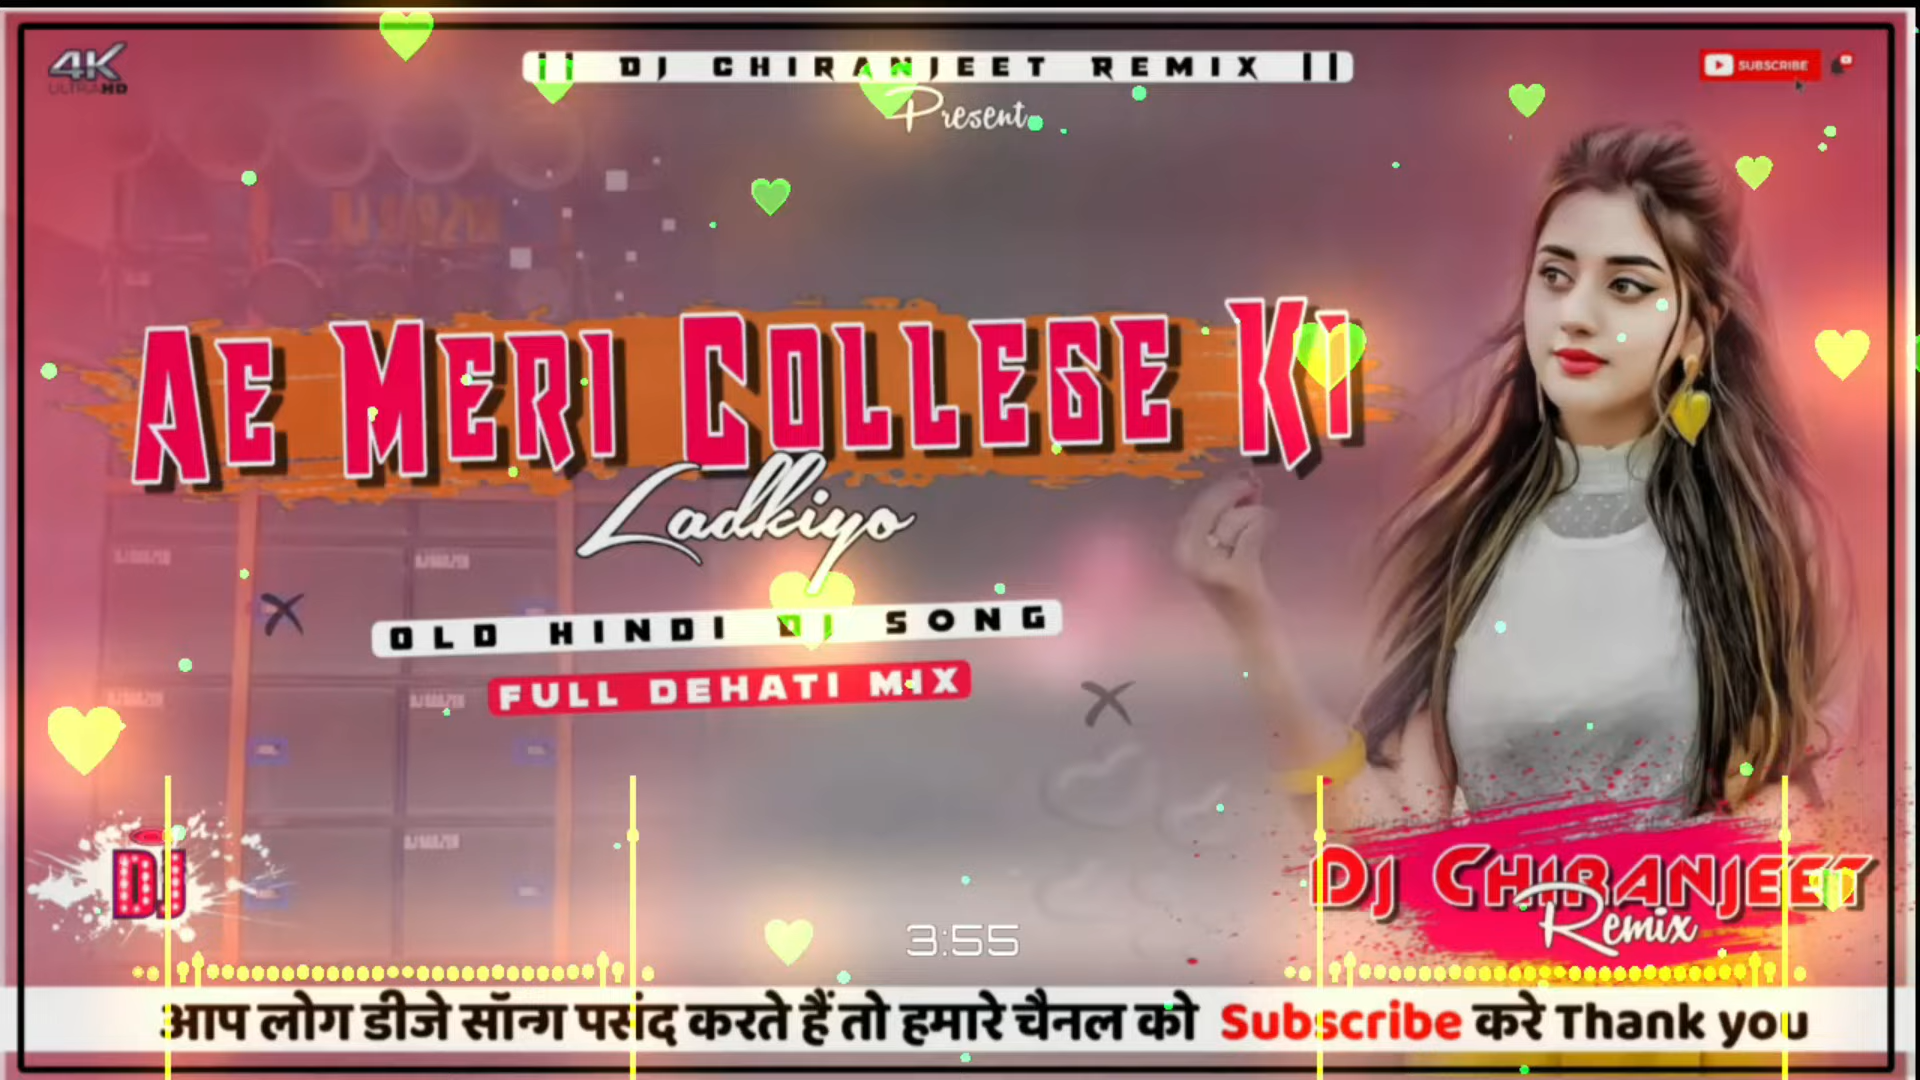 4K
ULTRAHD
|| DJ CHIRANJEET REMIX ||
Present
SUBSCRIBE
AE MERI COLLEGE KI
Ladkiyo
OLD HINDI DJ SONG
FULL DEHATI MIX
DJ
DJ CHIRANJEET
Remix
3:55
आप लोग डीजे सॉन्ग पसंद करते हैं तो हमारे चैनल को Subscribe करे Thank you